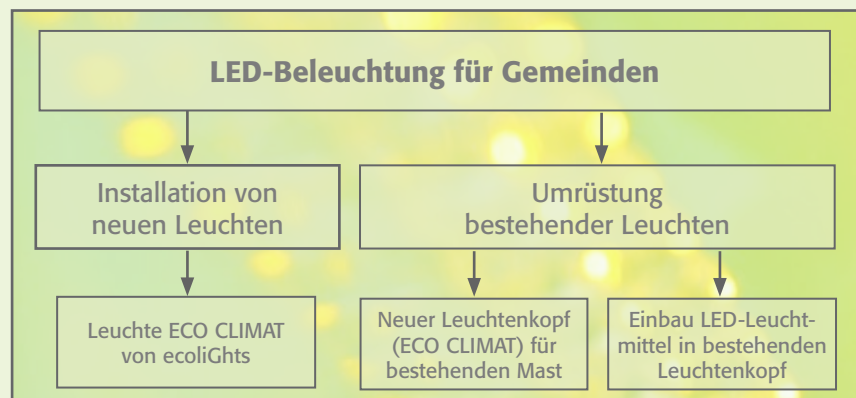 LED-Beleuchtung für Gemeinden
Installation von
neuen Leuchten
Umrüstung
bestehender Leuchten
Leuchte ECO CLIMAT
von ecoliGhts
Neuer Leuchtenkopf
(ECO CLIMAT) für
bestehenden Mast
Einbau LED-Leucht-
mittel in bestehenden
Leuchtenkopf